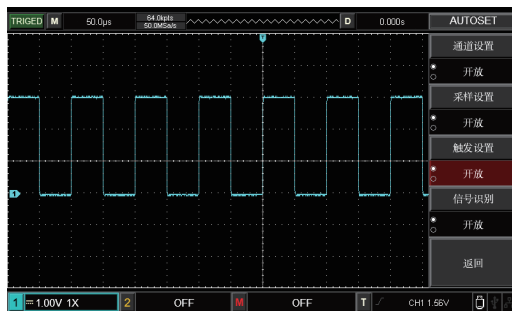 TRIGED M 50.0μs 64.0kpts D 0.000s AUTOSET
50.0MSa/s
T
通道设置
开放
采样设置
开放
触发设置
开放
信号识别
开放
返回
1
1 1.00V 1X 2 OFF M OFF T CH1 1.56V